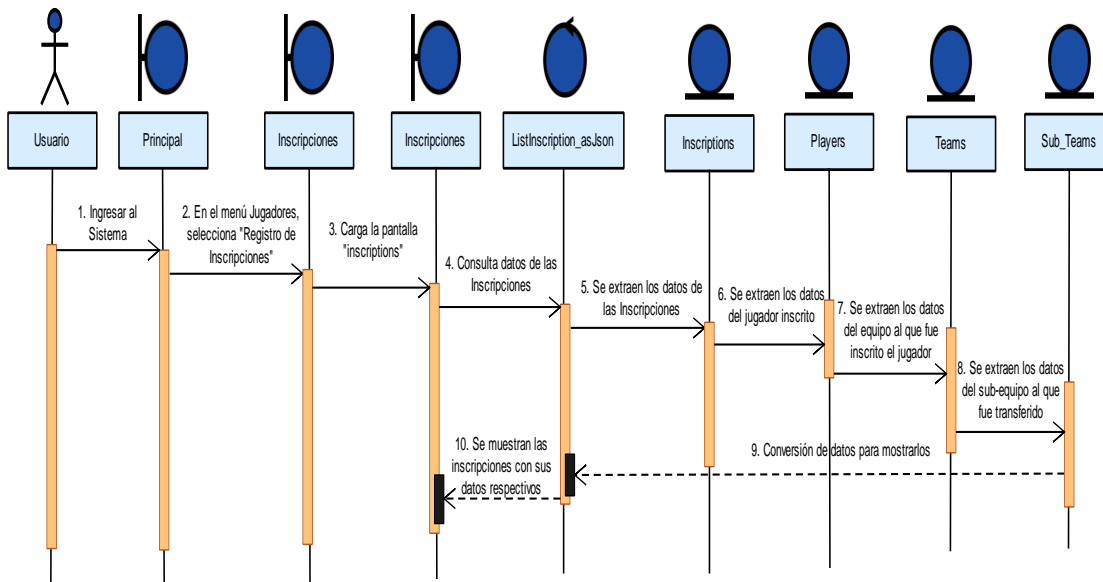 Usuario
Principal
Inscripciones
Inscripciones
ListInscription_asJson
Inscriptions
Players
Teams
Sub_Teams
1. Ingresar al
Sistema
2. En el menú Jugadores,
selecciona "Registro de
Inscripciones"
3. Carga la pantalla
"inscriptions"
4. Consulta datos de las
Inscripciones
5. Se extraen los datos de
las Inscripciones
6. Se extraen los datos
del jugador inscrito
7. Se extraen los datos
del equipo al que fue
inscrito el jugador
8. Se extraen los datos
del sub-equipo al que
fue transferido
9. Conversión de datos para mostrarlos
10. Se muestran las
inscripciones con sus
datos respectivos